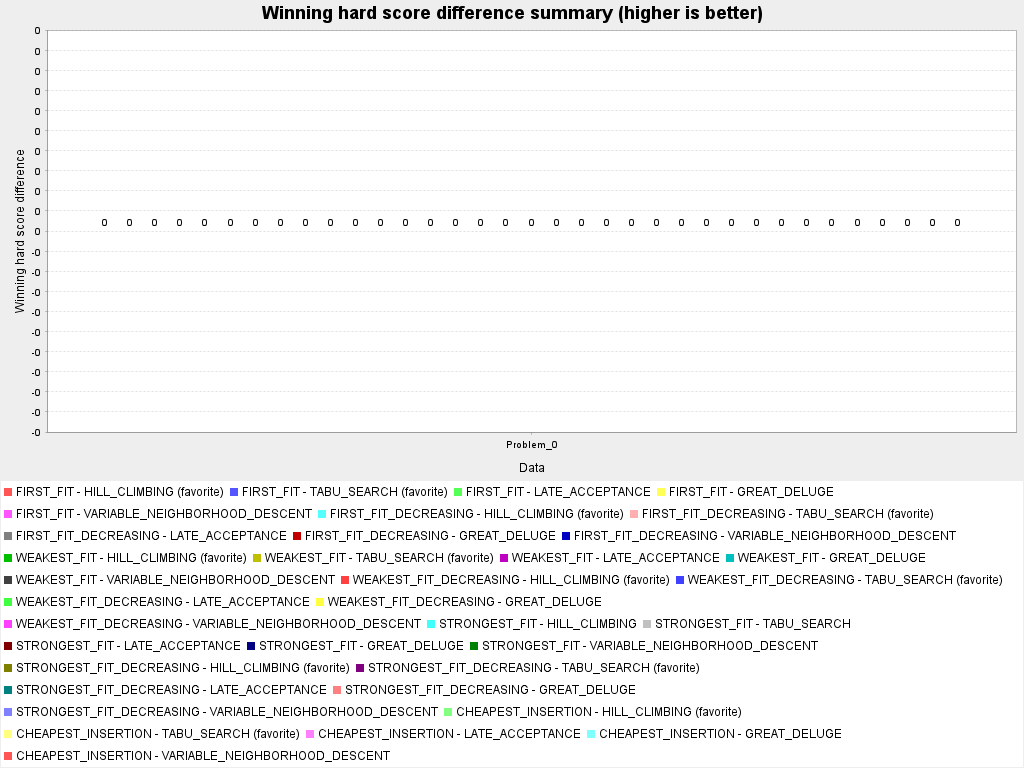 Winning hard score difference summary (higher is better)
Winning hard score difference
0
0
0
0
0
0
0
0
0
0
0
-0
-0
-0
-0
-0
-0
-0
-0
-0
-0
0 0 0 0 0 0 0 0 0 0 0 0 0 0 0 0 0 0 0 0 0 0 0 0 0 0 0 0 0 0 0 0 0 0 0
Problem_0
Data
FIRST_FIT - HILL_CLIMBING (favorite) FIRST_FIT - TABU_SEARCH (favorite) FIRST_FIT - LATE_ACCEPTANCE FIRST_FIT - GREAT_DELUGE
FIRST_FIT - VARIABLE_NEIGHBORHOOD_DESCENT FIRST_FIT_DECREASING - HILL_CLIMBING (favorite) FIRST_FIT_DECREASING - TABU_SEARCH (favorite)
FIRST_FIT_DECREASING - LATE_ACCEPTANCE FIRST_FIT_DECREASING - GREAT_DELUGE FIRST_FIT_DECREASING - VARIABLE_NEIGHBORHOOD_DESCENT
WEAKEST_FIT - HILL_CLIMBING (favorite) WEAKEST_FIT - TABU_SEARCH (favorite) WEAKEST_FIT - LATE_ACCEPTANCE WEAKEST_FIT - GREAT_DELUGE
WEAKEST_FIT - VARIABLE_NEIGHBORHOOD_DESCENT WEAKEST_FIT_DECREASING - HILL_CLIMBING (favorite) WEAKEST_FIT_DECREASING - TABU_SEARCH (favorite)
WEAKEST_FIT_DECREASING - LATE_ACCEPTANCE WEAKEST_FIT_DECREASING - GREAT_DELUGE
WEAKEST_FIT_DECREASING - VARIABLE_NEIGHBORHOOD_DESCENT STRONGEST_FIT - HILL_CLIMBING STRONGEST_FIT - TABU_SEARCH
STRONGEST_FIT - LATE_ACCEPTANCE STRONGEST_FIT - GREAT_DELUGE STRONGEST_FIT - VARIABLE_NEIGHBORHOOD_DESCENT
STRONGEST_FIT_DECREASING - HILL_CLIMBING (favorite) STRONGEST_FIT_DECREASING - TABU_SEARCH (favorite)
STRONGEST_FIT_DECREASING - LATE_ACCEPTANCE STRONGEST_FIT_DECREASING - GREAT_DELUGE
STRONGEST_FIT_DECREASING - VARIABLE_NEIGHBORHOOD_DESCENT CHEAPEST_INSERTION - HILL_CLIMBING (favorite)
CHEAPEST_INSERTION - TABU_SEARCH (favorite) CHEAPEST_INSERTION - LATE_ACCEPTANCE CHEAPEST_INSERTION - GREAT_DELUGE
CHEAPEST_INSERTION - VARIABLE_NEIGHBORHOOD_DESCENT